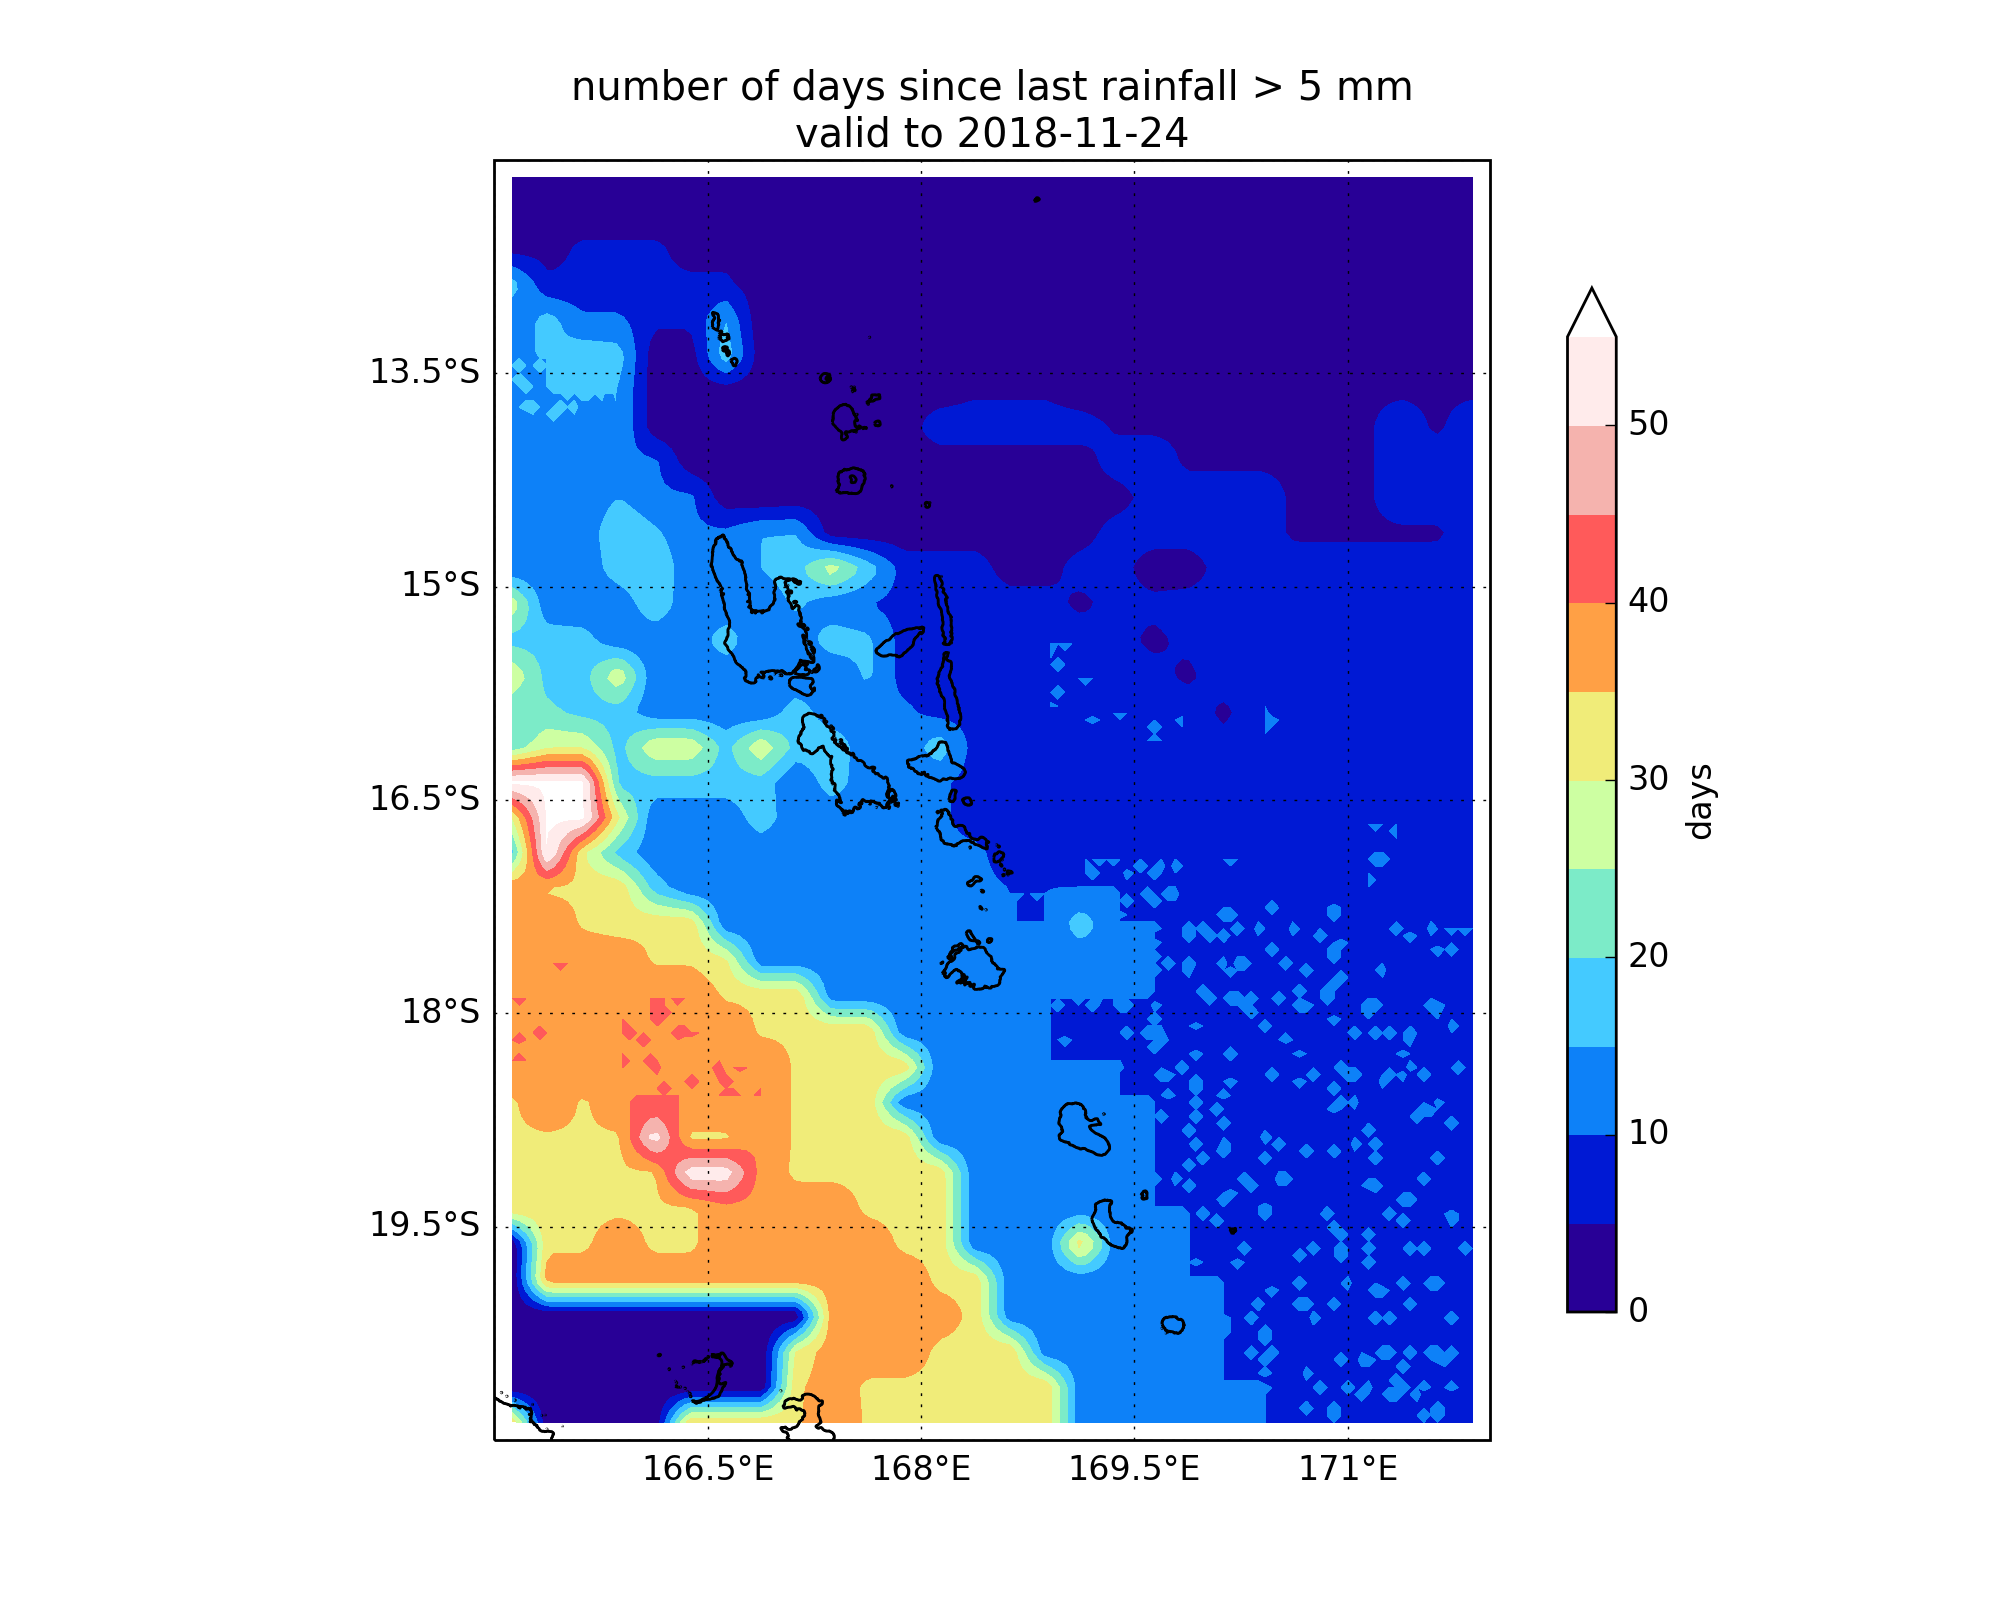 number of days since last rainfall > 5 mm
valid to 2018-11-24
13.5°S
15°S
16.5°S
18°S
19.5°S
166.5°E
168°E
169.5°E
171°E
50
40
30
20
10
0
days